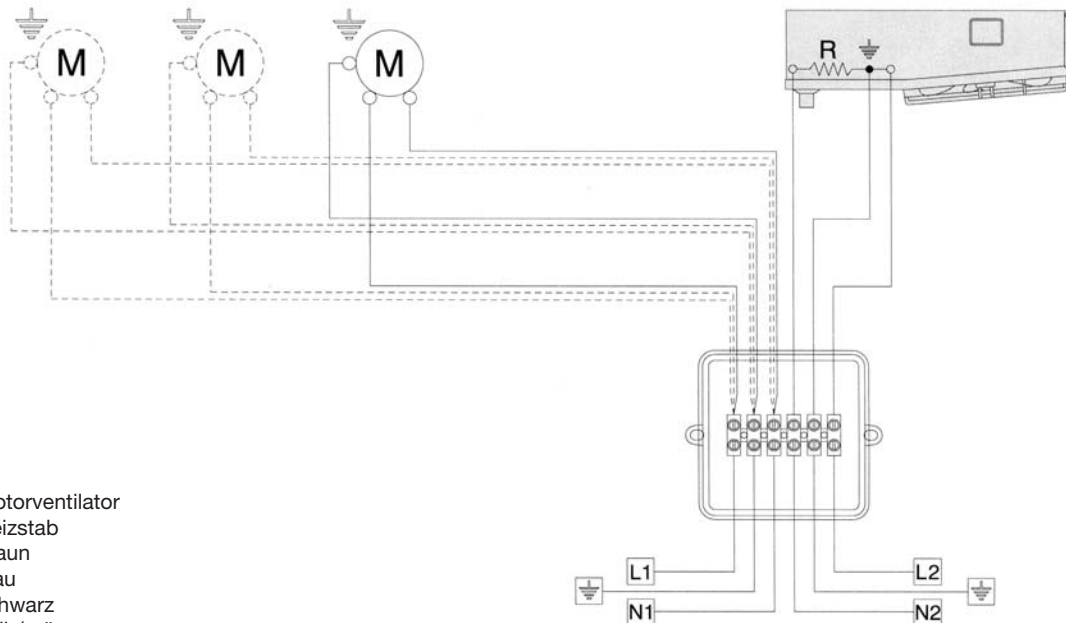 M M M R
otorventilator
eizstab
aun
au
hwarz
L1 L2
N1 N2